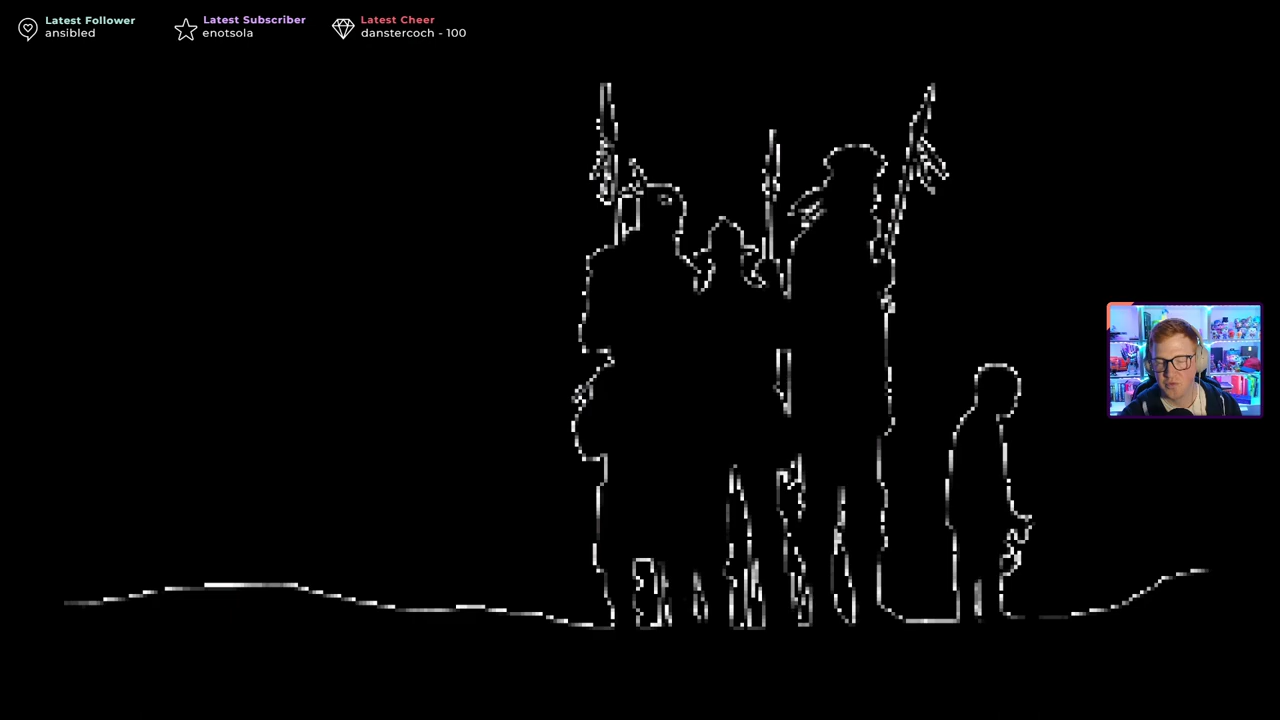 Latest Follower
ansibled
Latest Subscriber
enotsola
Latest Cheer
danstercoch - 100